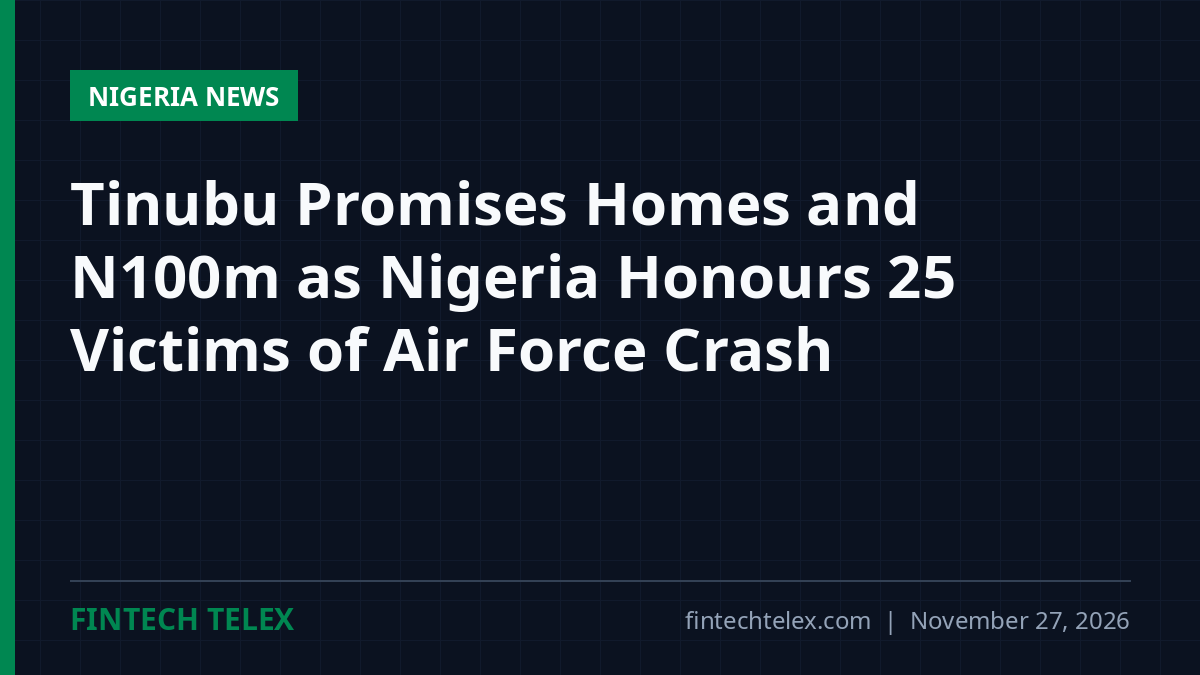 NIGERIA NEWS
Tinubu Promises Homes and
N100m as Nigeria Honours 25
Victims of Air Force Crash
FINTECH TELEX
fintechtelex.com | November 27, 2026